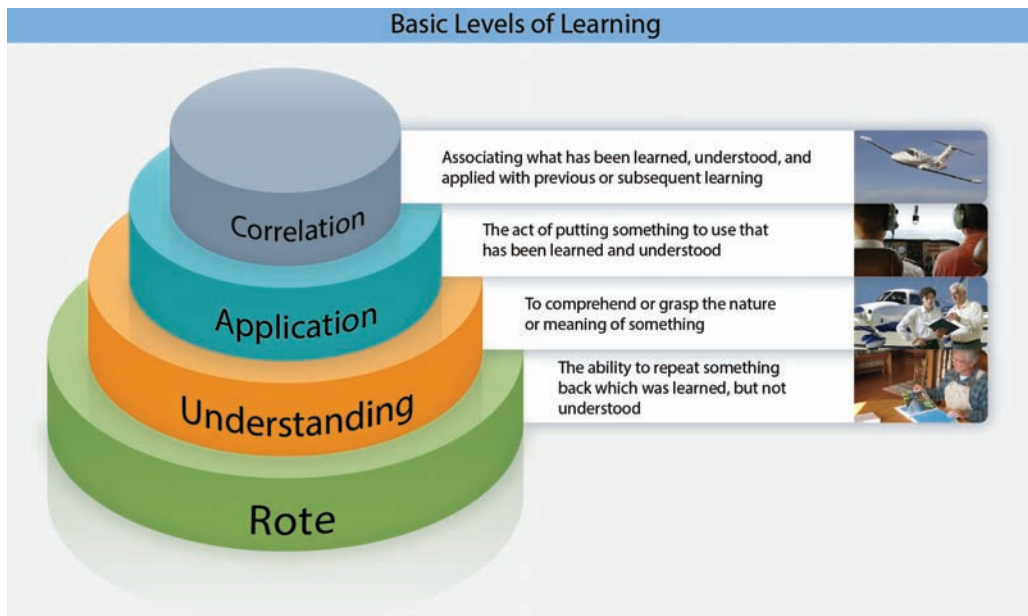 Basic Levels of Learning
Correlation
Associating what has been learned, understood, and
applied with previous or subsequent learning
Application
The act of putting something to use that
has been learned and understood
Understanding
To comprehend or grasp the nature
or meaning of something
Rote
The ability to repeat something
back which was learned, but not
understood